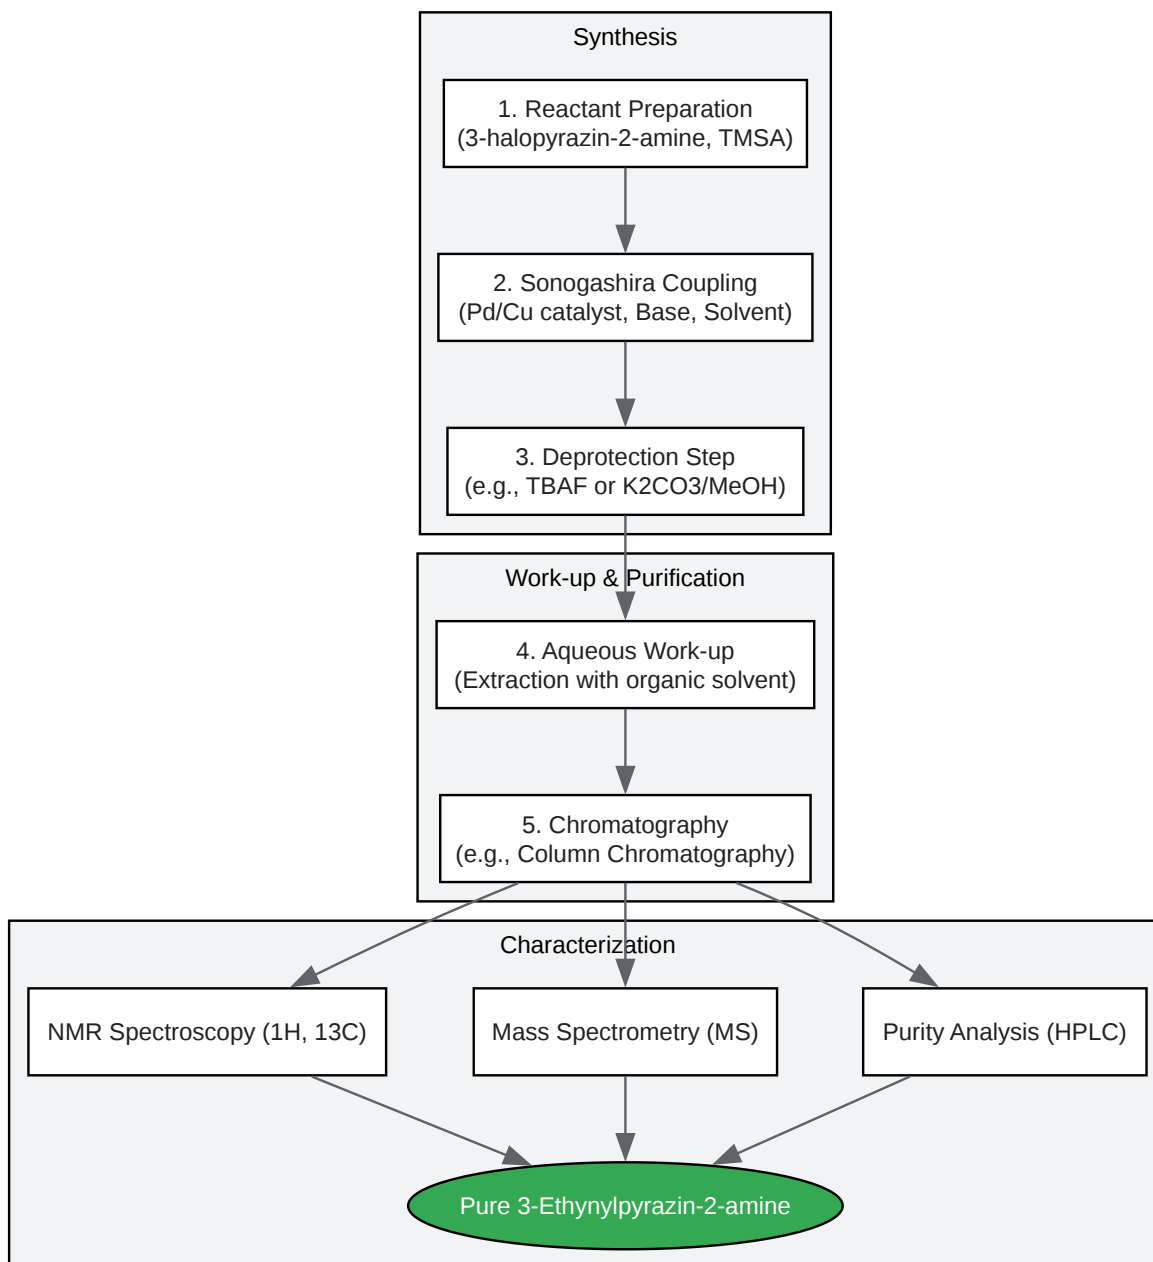 Synthesis
1. Reactant Preparation
(3-halopyrazin-2-amine, TMSA)
2. Sonogashira Coupling
(Pd/Cu catalyst, Base, Solvent)
3. Deprotection Step
(e.g., TBAF or K2CO3/MeOH)
Work-up & Purification
4. Aqueous Work-up
(Extraction with organic solvent)
5. Chromatography
(e.g., Column Chromatography)
Characterization
NMR Spectroscopy (1H, 13C)
Mass Spectrometry (MS)
Purity Analysis (HPLC)
Pure 3-Ethynylpyrazin-2-amine